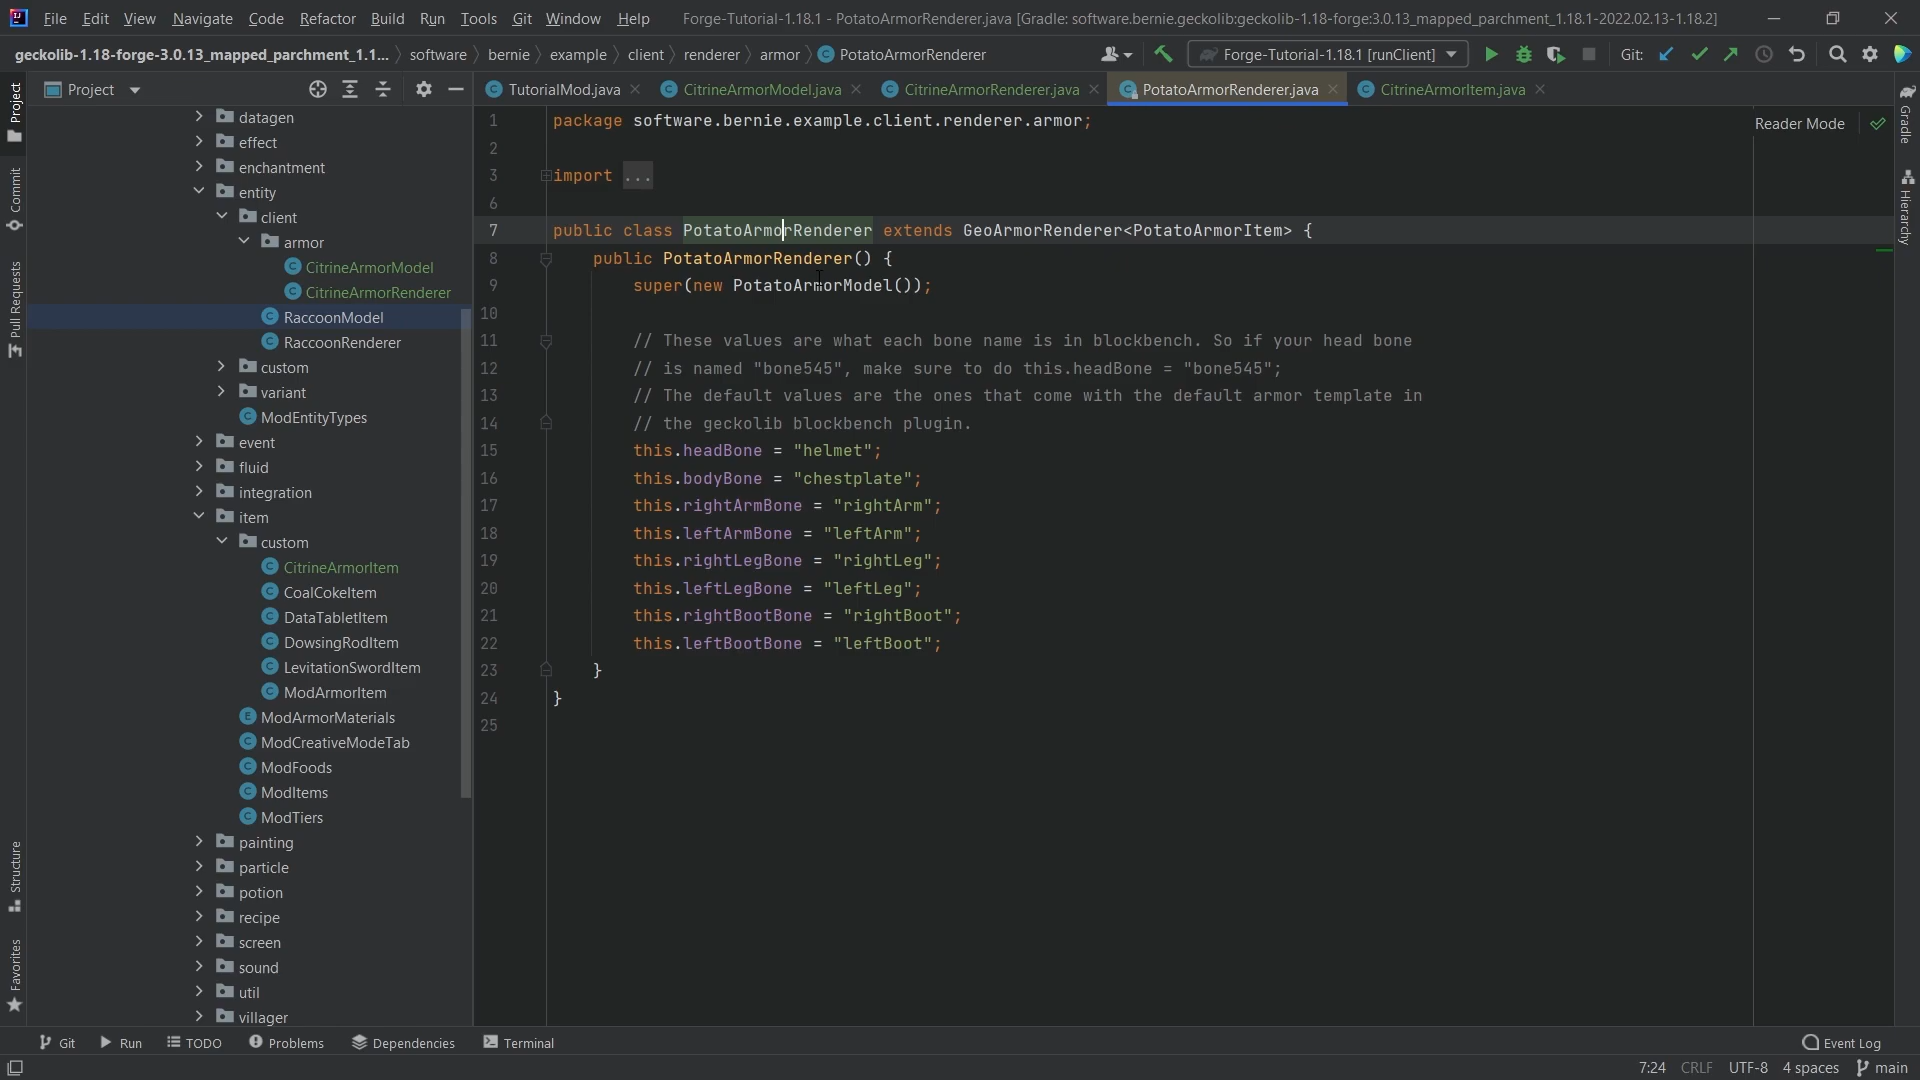 File Edit View Navigate Code Refactor Build Run Tools Git Window Help Forge-Tutorial-1.18.1 - PotatoArmorRenderer.java [Gradle: software.bernie.geckolib:geckolib-1.18-forge:3.0.13_mapped_parchment_1.18.1-2022.02.13-1.18.2]
geckolib-1.18-forge-3.0.13_mapped_parchment_1.1... software bernie example client renderer armor PotatoArmorRenderer Forge-Tutorial-1.18.1 [runClient] Git:
Project
TutorialMod.java CitrineArmorModel.java CitrineArmorRenderer.java PotatoArmorRenderer.java CitrineArmorItem.java
Project
Commit
Pull Requests
Structure
Favorites
datagen
effect
enchantment
entity
client
armor
CitrineArmorModel
CitrineArmorRenderer
RaccoonModel
RaccoonRenderer
custom
variant
ModEntityTypes
event
fluid
integration
item
custom
CitrineArmorItem
CoalCokeItem
DataTabletItem
DowsingRodItem
LevitationSwordItem
ModArmorItem
ModArmorMaterials
ModCreativeModeTab
ModFoods
ModItems
ModTiers
painting
particle
potion
recipe
screen
sound
util
villager
Reader Mode
1 package software.bernie.example.client.renderer.armor;
2
3 import ...
6
7 public class PotatoArmorRenderer extends GeoArmorRenderer<PotatoArmorItem> {
8 public PotatoArmorRenderer() {
9 super(new PotatoArmorModel());
10
11 // These values are what each bone name is in blockbench. So if your head bone
12 // is named "bone545", make sure to do this.headBone = "bone545";
13 // The default values are the ones that come with the default armor template in
14 // the geckolib blockbench plugin.
15 this.headBone = "helmet";
16 this.bodyBone = "chestplate";
17 this.rightArmBone = "rightArm";
18 this.leftArmBone = "leftArm";
19 this.rightLegBone = "rightLeg";
20 this.leftLegBone = "leftLeg";
21 this.rightBootBone = "rightBoot";
22 this.leftBootBone = "leftBoot";
23 }
24 }
25
Gradle
Hierarchy
Git Run TODO Problems Dependencies Terminal Event Log
7:24 CRLF UTF-8 4 spaces main